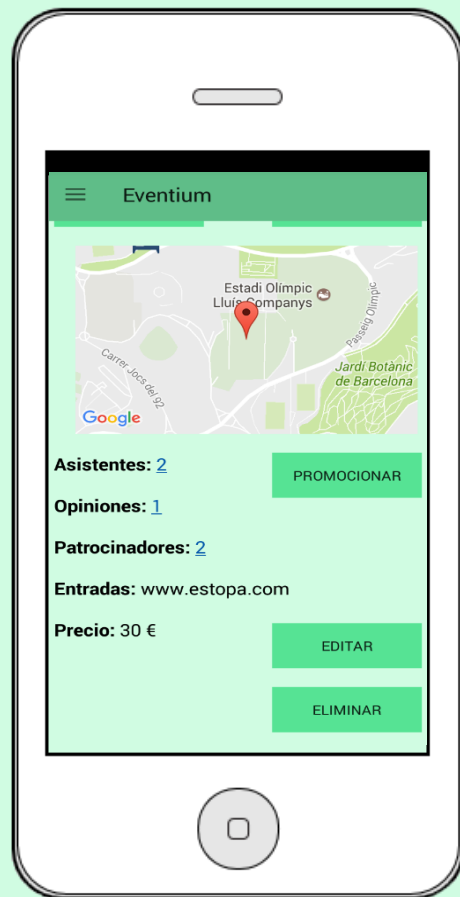 Eventium
Estadi Olímpic
Lluís Companys
Passeig Olímpic
Carrer Jocs del 92
Jardí Botànic
de Barcelona
Google
Asistentes: 2
PROMOCIONAR
Opiniones: 1
Patrocinadores: 2
Entradas: www.estopa.com
Precio: 30 €
EDITAR
ELIMINAR